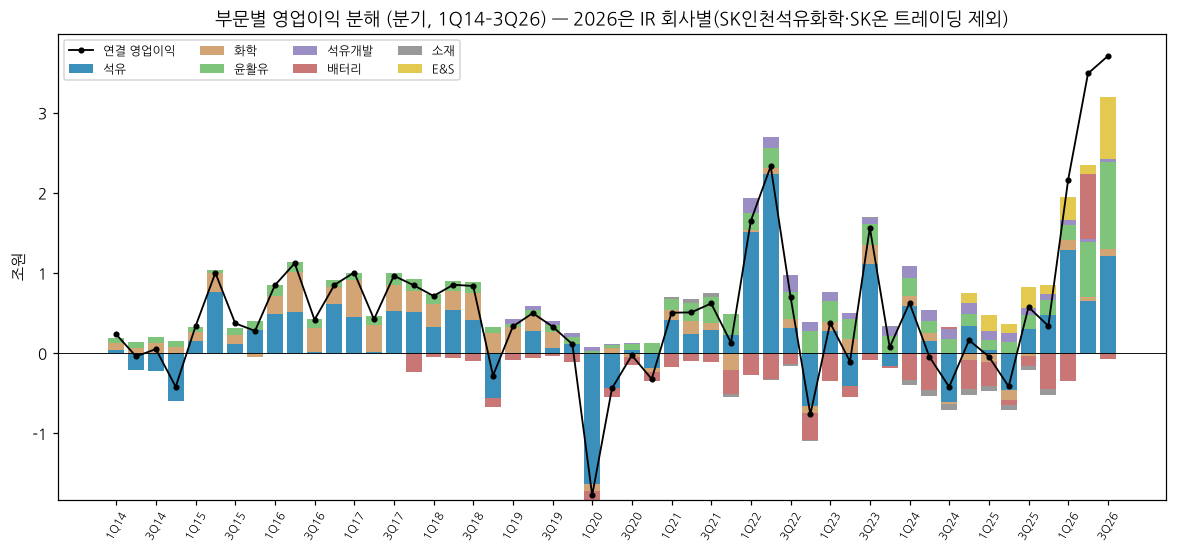 부문별 영업이익 분해 (분기, 1Q14-3Q26) — 2026은 IR 회사별(SK인천석유화학·SK온 트레이딩 제외)
연결 영업이익
석유
화학
윤활유
석유개발
배터리
소재
E&S
조원
3
2
1
0
-1
1Q14
3Q14
1Q15
3Q15
1Q16
3Q16
1Q17
3Q17
1Q18
3Q18
1Q19
3Q19
1Q20
3Q20
1Q21
3Q21
1Q22
3Q22
1Q23
3Q23
1Q24
3Q24
1Q25
3Q25
1Q26
3Q26